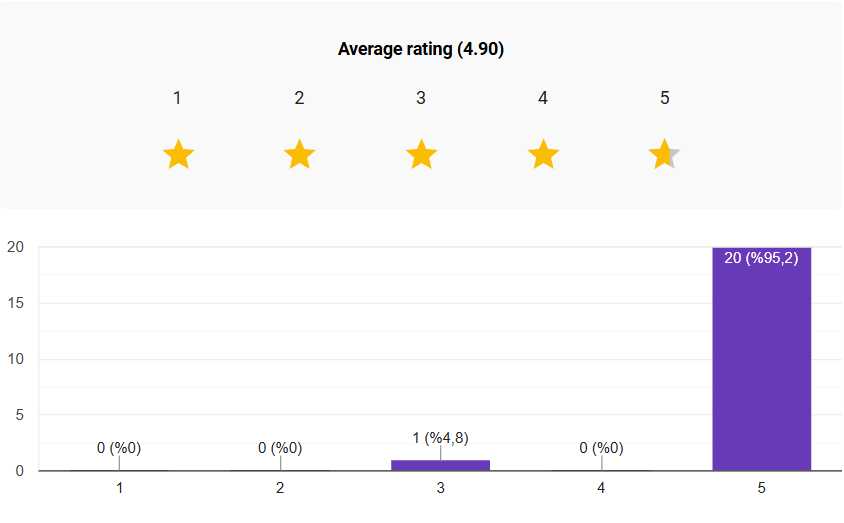 Average rating (4.90)
1 2 3 4 5
20
20 (%95,2)
15
10
5
1 (%4,8)
0 (%0) 0 (%0) 0 (%0)
0
1 2 3 4 5